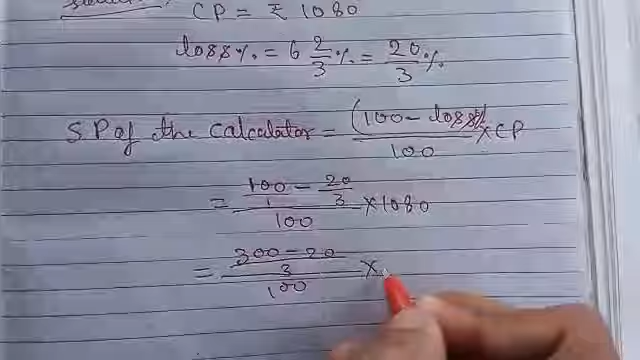 CP = ₹ 1080
loss% = 6 2/3 % = 20/3 %
S.P of the calculator = (100 - loss%)/100 × CP
= (100/1 - 20/3)/100 × 1080
= ((300 - 20)/3)/100 ×